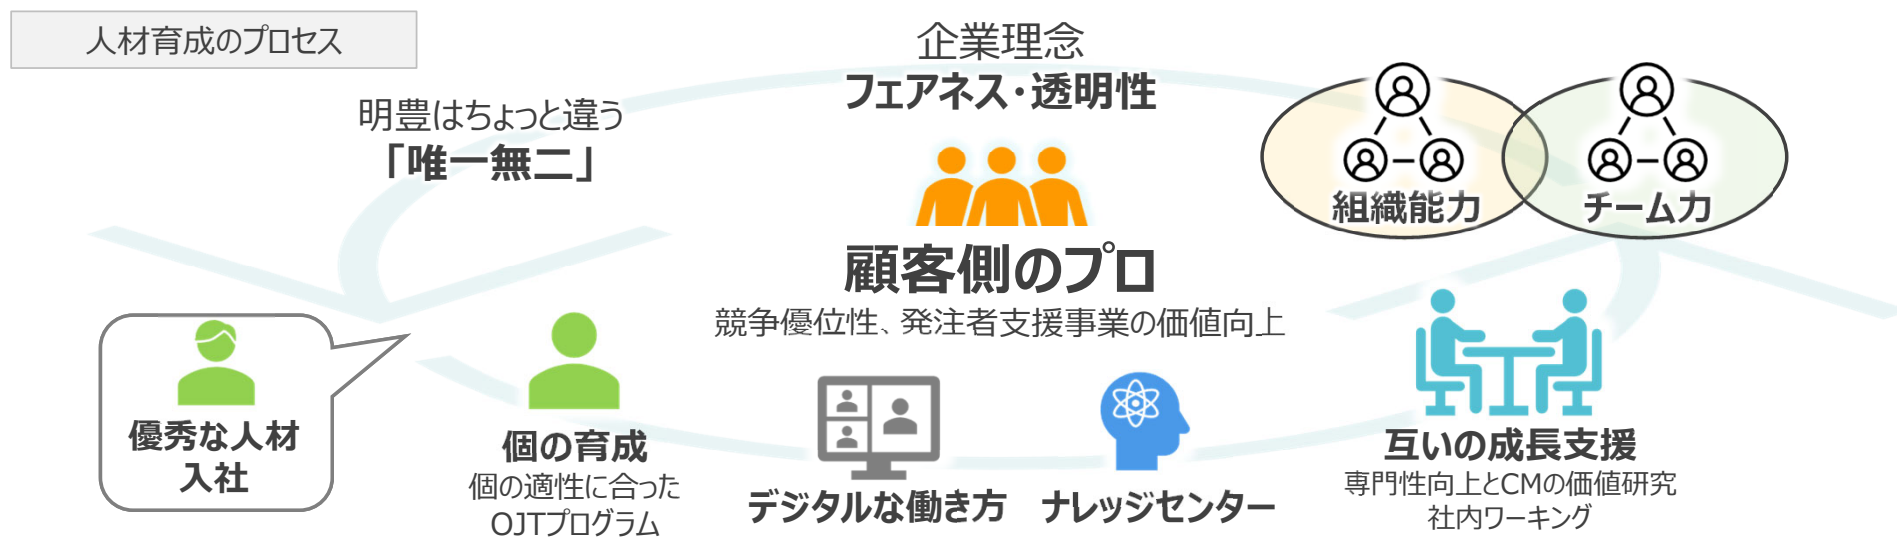 人材育成のプロセス
企業理念
フェアネス・透明性
明豊はちょっと違う
「唯一無二」
組織能力
チーム力
顧客側のプロ
競争優位性、発注者支援事業の価値向上
優秀な人材
入社
個の育成
個の適性に合った
OJTプログラム
デジタルな働き方
ナレッジセンター
互いの成長支援
専門性向上とCMの価値研究
社内ワーキング